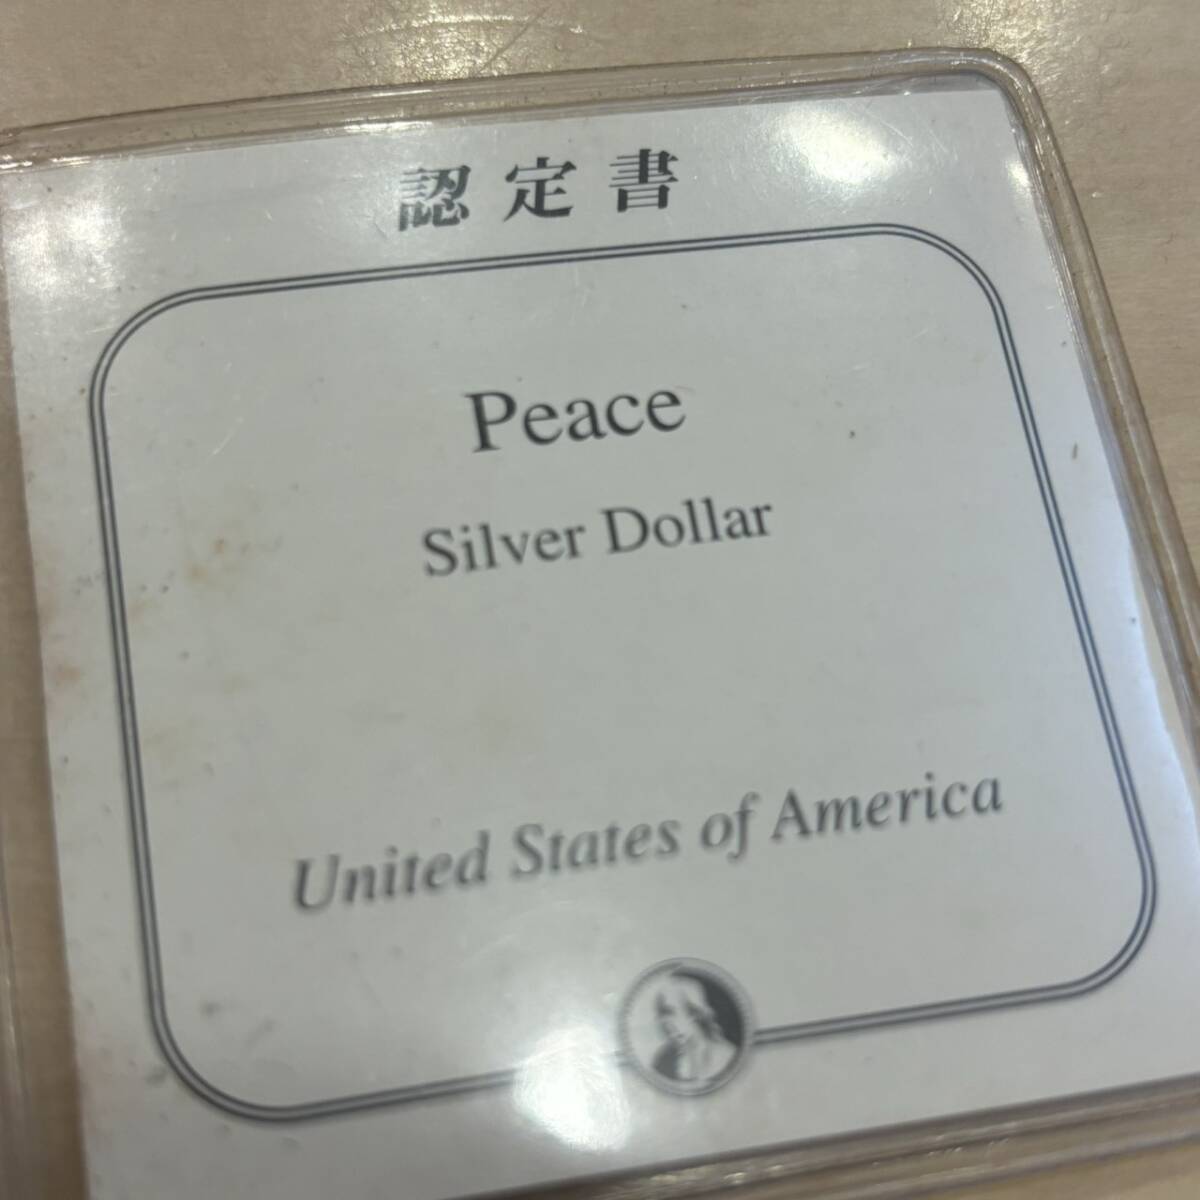 認定書
Peace
Silver Dollar
United States of America